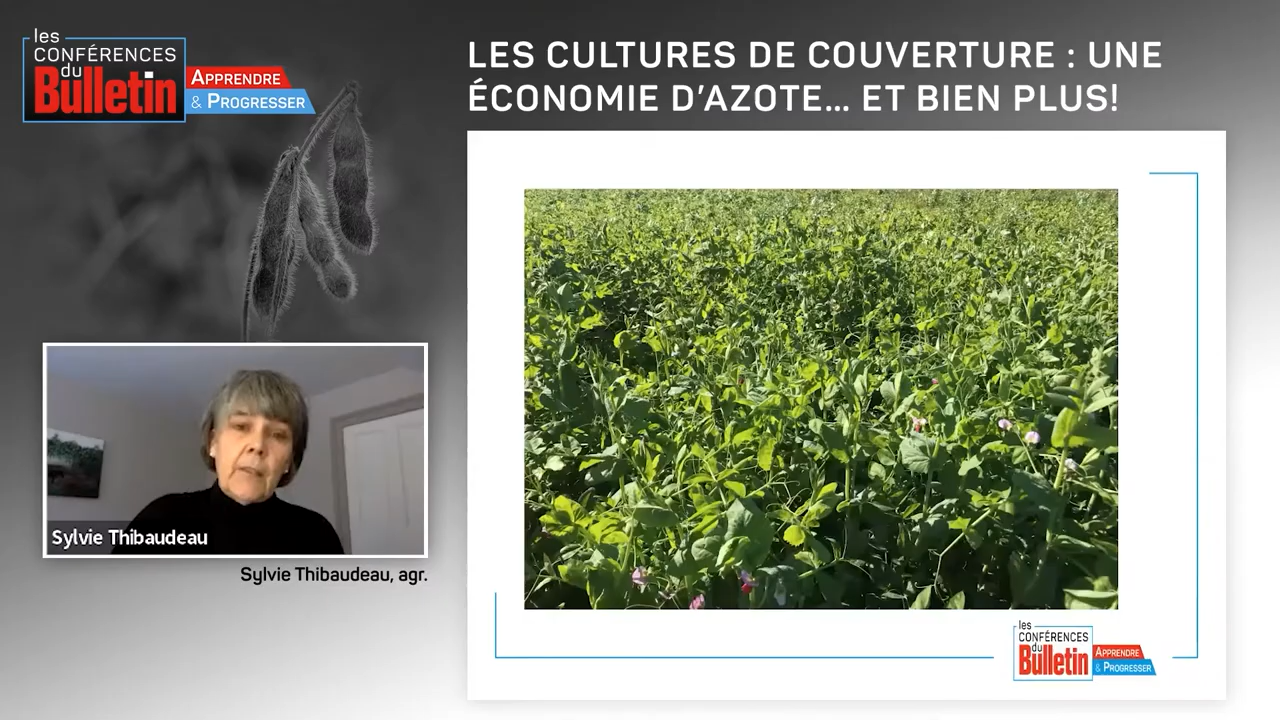 les
CONFÉRENCES
du
Bulletin
APPRENDRE
& PROGRESSER
LES CULTURES DE COUVERTURE : UNE
ÉCONOMIE D'AZOTE... ET BIEN PLUS!
Sylvie Thibaudeau
Sylvie Thibaudeau, agr.
les
CONFÉRENCES
du
Bulletin
APPRENDRE
& PROGRESSER